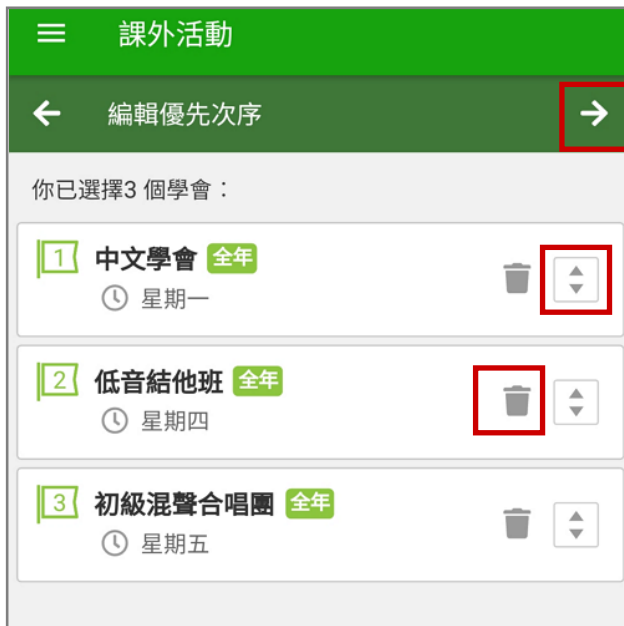 課外活動
編輯優先次序
你已選擇3 個學會：
1 中文學會 全年
星期一
2 低音結他班 全年
星期四
3 初級混聲合唱團 全年
星期五